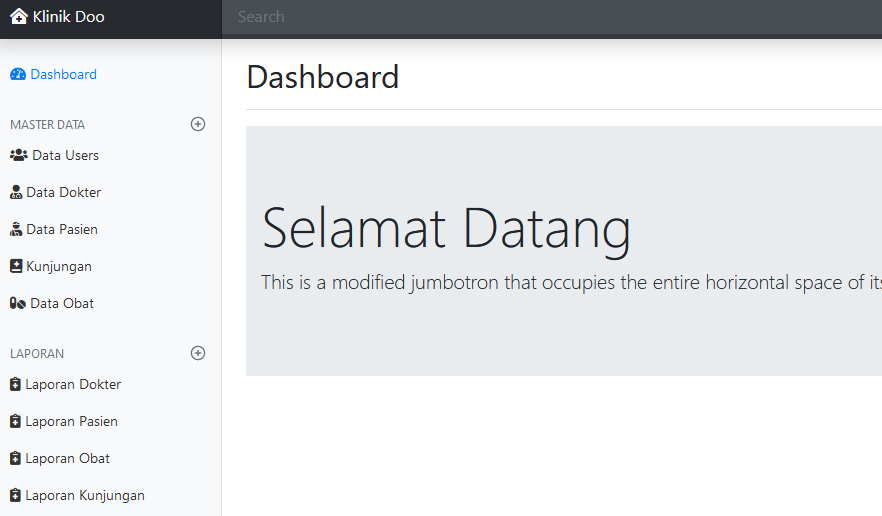 Klinik Doo
Search
Dashboard
MASTER DATA
Data Users
Data Dokter
Data Pasien
Kunjungan
Data Obat
LAPORAN
Laporan Dokter
Laporan Pasien
Laporan Obat
Laporan Kunjungan
Dashboard
Selamat Datang
This is a modified jumbotron that occupies the entire horizontal space of its